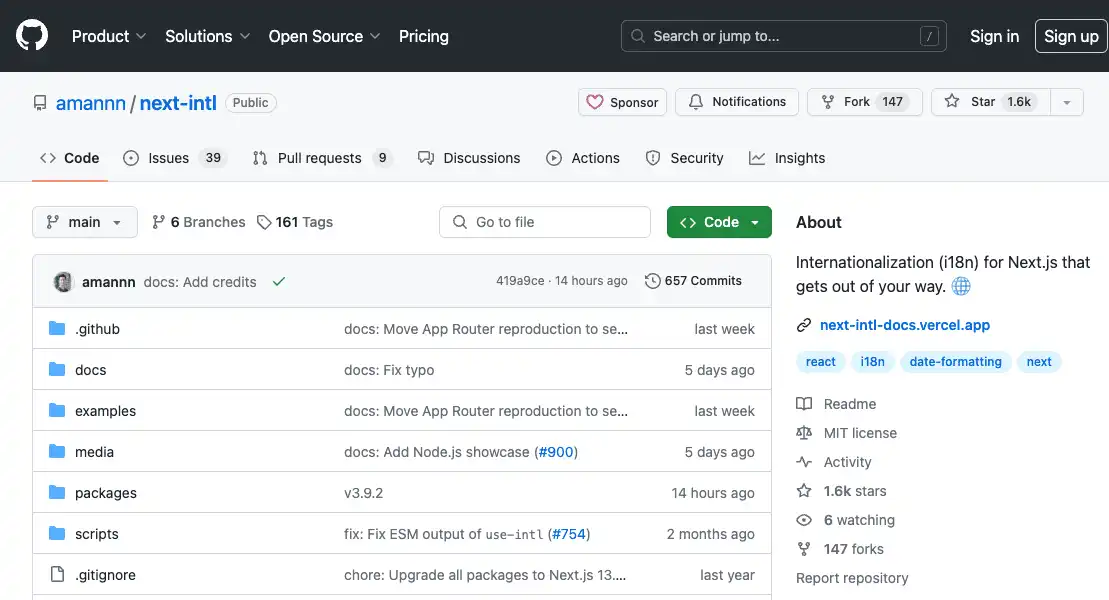 Product Solutions Open Source Pricing Search or jump to... / Sign in Sign up
amannn / next-intl Public Sponsor Notifications Fork 147 Star 1.6k
Code Issues 39 Pull requests 9 Discussions Actions Security Insights
main 6 Branches 161 Tags Go to file Code
amannn docs: Add credits 419a9ce · 14 hours ago 657 Commits
.github docs: Move App Router reproduction to se... last week
docs docs: Fix typo 5 days ago
examples docs: Move App Router reproduction to se... last week
media docs: Add Node.js showcase (#900) 5 days ago
packages v3.9.2 14 hours ago
scripts fix: Fix ESM output of use-intl (#754) 2 months ago
.gitignore chore: Upgrade all packages to Next.js 13.... last year
About
Internationalization (i18n) for Next.js that
gets out of your way. 🌐
next-intl-docs.vercel.app
react i18n date-formatting next
Readme
MIT license
Activity
1.6k stars
6 watching
147 forks
Report repository